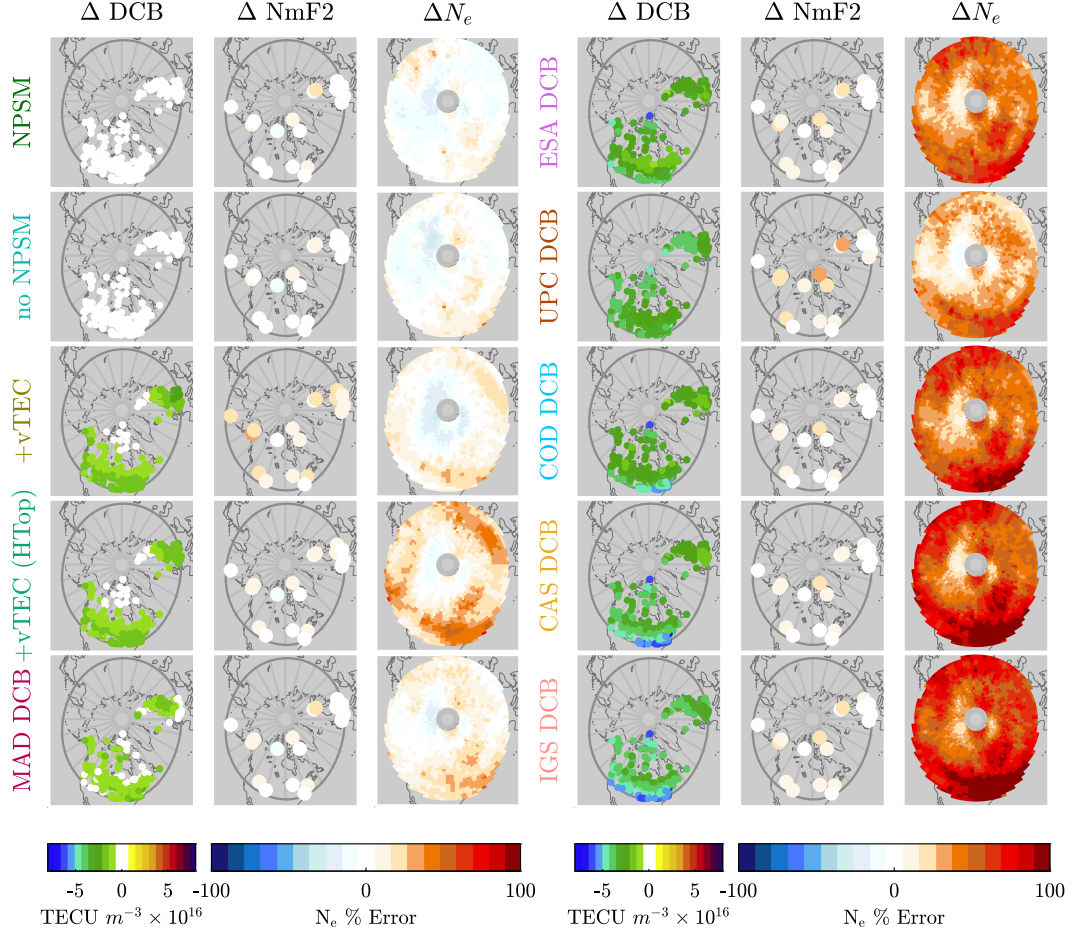 Δ DCB Δ NmF2 ΔN_e Δ DCB Δ NmF2 ΔN_e
NPSM
ESA DCB
no NPSM
UPC DCB
+vTEC
COD DCB
+vTEC (HTop)
CAS DCB
MAD DCB
IGS DCB
-5 0 5 -100 0 100 -5 0 5 -100 0 100
TECU m^{-3} × 10^{16} N_e % Error TECU m^{-3} × 10^{16} N_e % Error